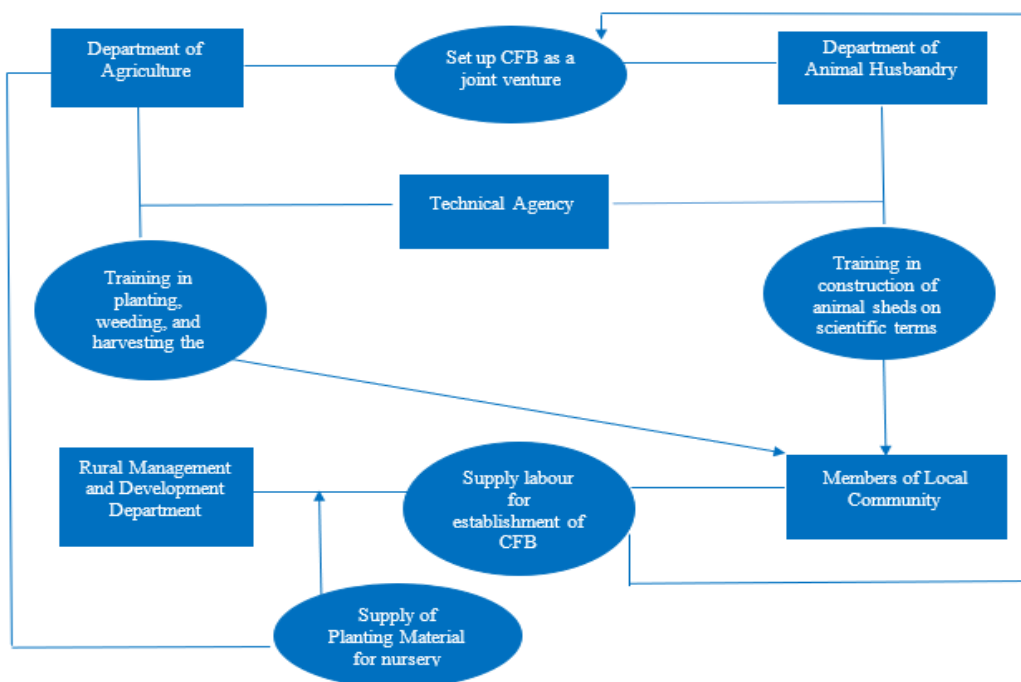 Department of
Agriculture
Set up CFB as a
joint venture
Department of
Animal Husbandry
Technical Agency
Training in
planting,
weeding, and
harvesting the
Training in
construction of
animal sheds on
scientific terms
Rural Management
and Development
Department
Supply labour
for
establishment of
CFB
Members of Local
Community
Supply of
Planting Material
for nursery